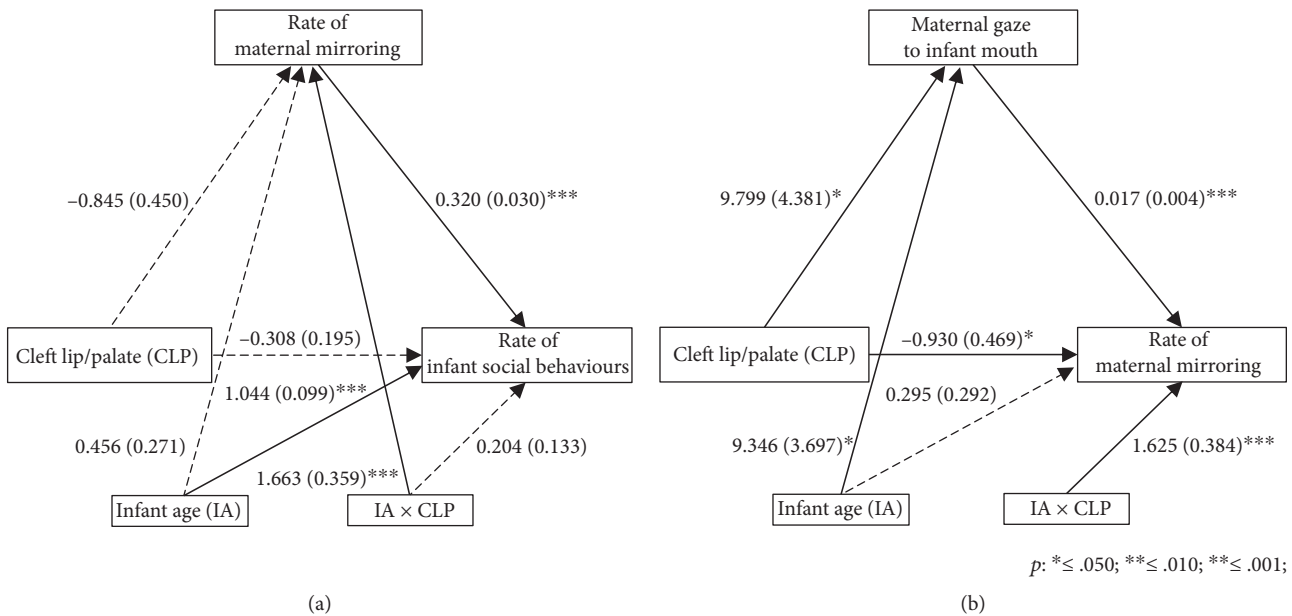 Rate of
maternal mirroring
−0.845 (0.450)
0.320 (0.030)***
Cleft lip/palate (CLP)
−0.308 (0.195)
Rate of
infant social behaviours
1.044 (0.099)***
0.456 (0.271)
0.204 (0.133)
1.663 (0.359)***
Infant age (IA)
IA × CLP
(a)
Maternal gaze
to infant mouth
9.799 (4.381)*
0.017 (0.004)***
Cleft lip/palate (CLP)
−0.930 (0.469)*
Rate of
maternal mirroring
0.295 (0.292)
9.346 (3.697)*
1.625 (0.384)***
Infant age (IA)
IA × CLP
p: *≤ .050; **≤ .010; **≤ .001;
(b)